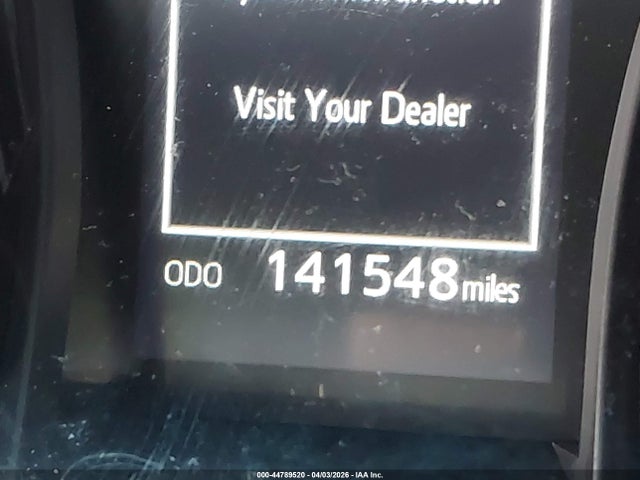 Visit Your Dealer
ODO 141548 miles
000-44789520 - 04/03/2026 - IAA Inc.